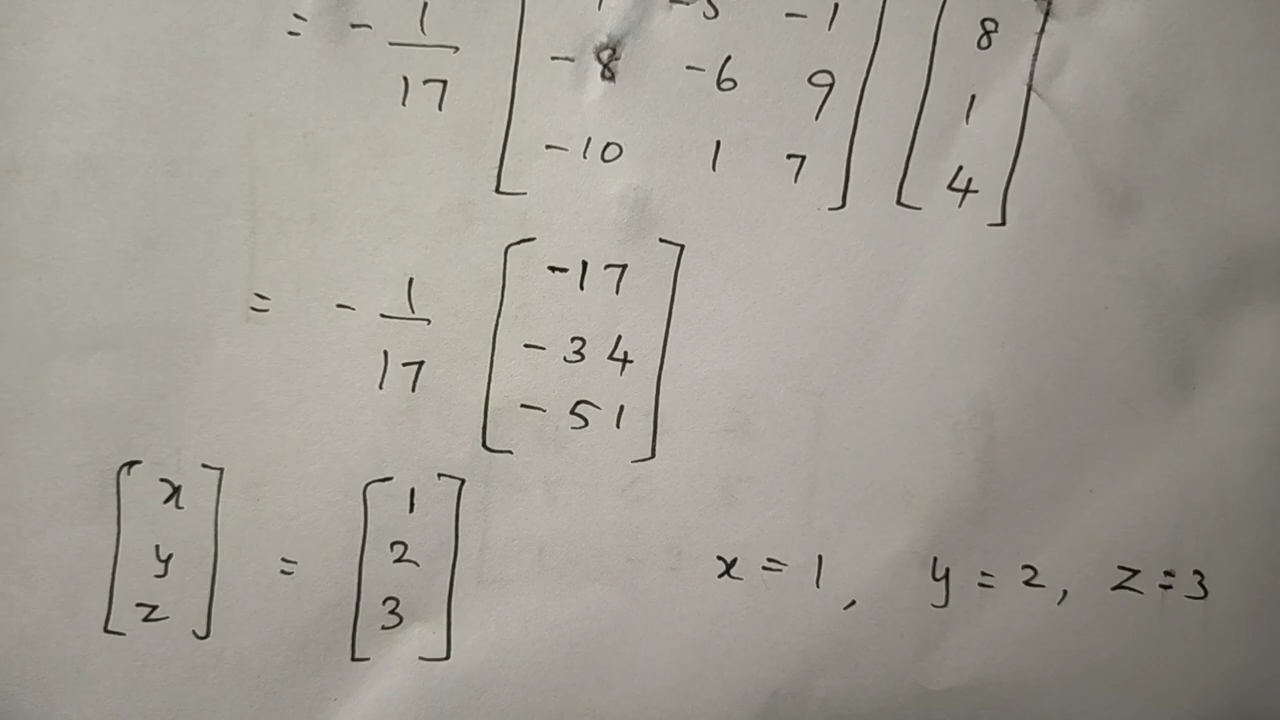 = - 1/17 [ -1 8
- 8 -6 9 1
-10 1 7 ] [ 4 ]
= - 1/17 [ -17
- 34
- 51 ]
[ x y z ] = [ 1 2 3 ] x = 1, y = 2, z = 3